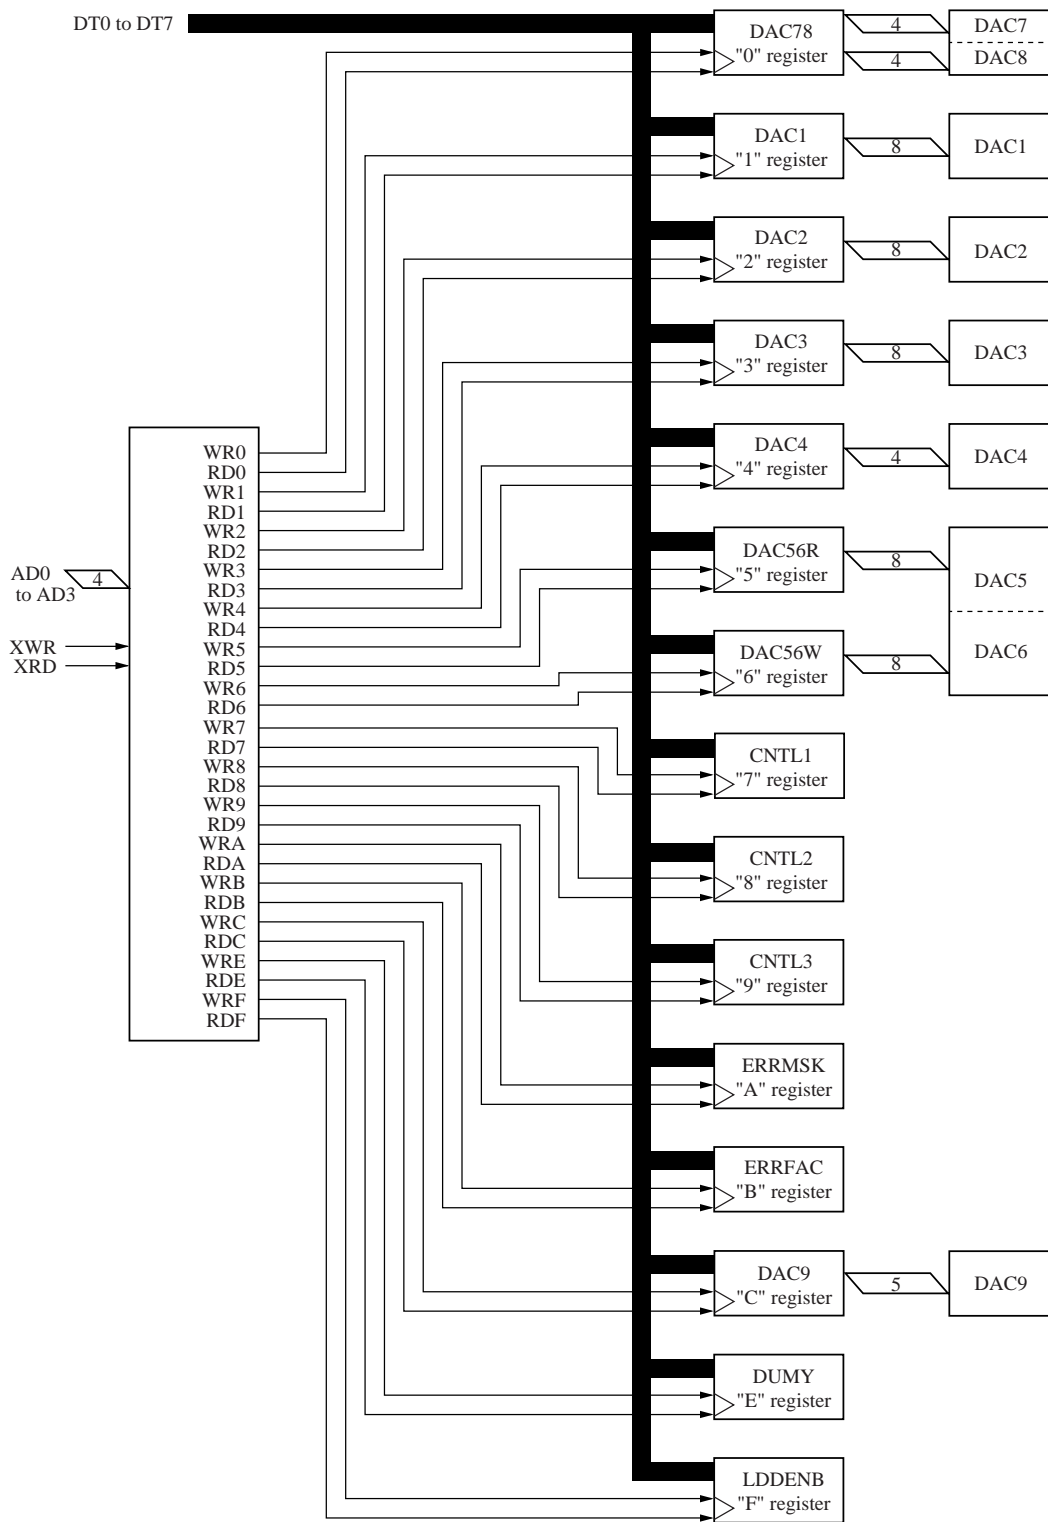 DT0 to DT7
DAC78
"0" register
4
DAC7
4
DAC8
DAC1
"1" register
8
DAC1
DAC2
"2" register
8
DAC2
DAC3
"3" register
8
DAC3
DAC4
"4" register
4
DAC4
DAC56R
"5" register
8
DAC5
DAC56W
"6" register
8
DAC6
CNTL1
"7" register
CNTL2
"8" register
CNTL3
"9" register
ERRMSK
"A" register
ERRFAC
"B" register
DAC9
"C" register
5
DAC9
DUMY
"E" register
LDDENB
"F" register
AD0
to AD3
4
XWR
XRD
WR0
RD0
WR1
RD1
WR2
RD2
WR3
RD3
WR4
RD4
WR5
RD5
WR6
RD6
WR7
RD7
WR8
RD8
WR9
RD9
WRA
RDA
WRB
RDB
WRC
RDC
WRE
RDE
WRF
RDF